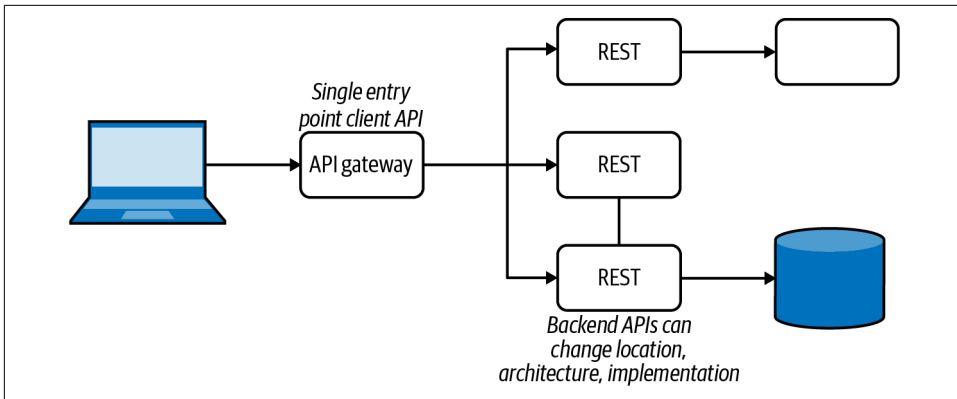 Single entry
point client API
API gateway
REST
REST
REST
Backend APIs can
change location,
architecture, implementation